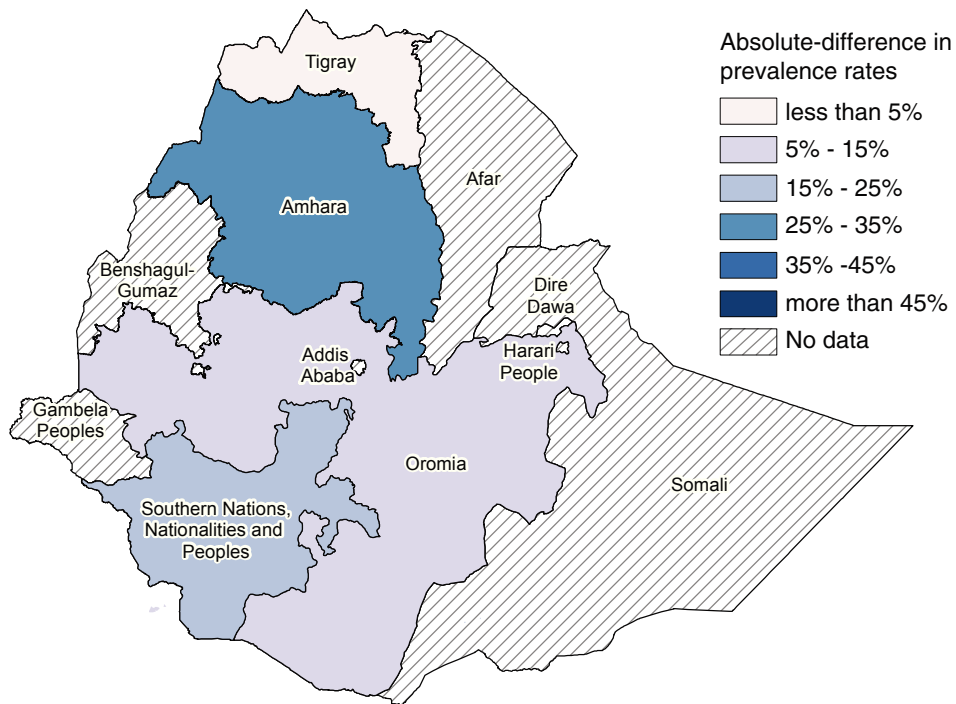 Absolute-difference in
prevalence rates
less than 5%
5% - 15%
15% - 25%
25% - 35%
35% -45%
more than 45%
No data
Tigray
Afar
Amhara
Benshagul-
Gumaz
Dire
Dawa
Addis
Ababa
Harari
People
Gambela
Peoples
Oromia
Somali
Southern Nations,
Nationalities and
Peoples